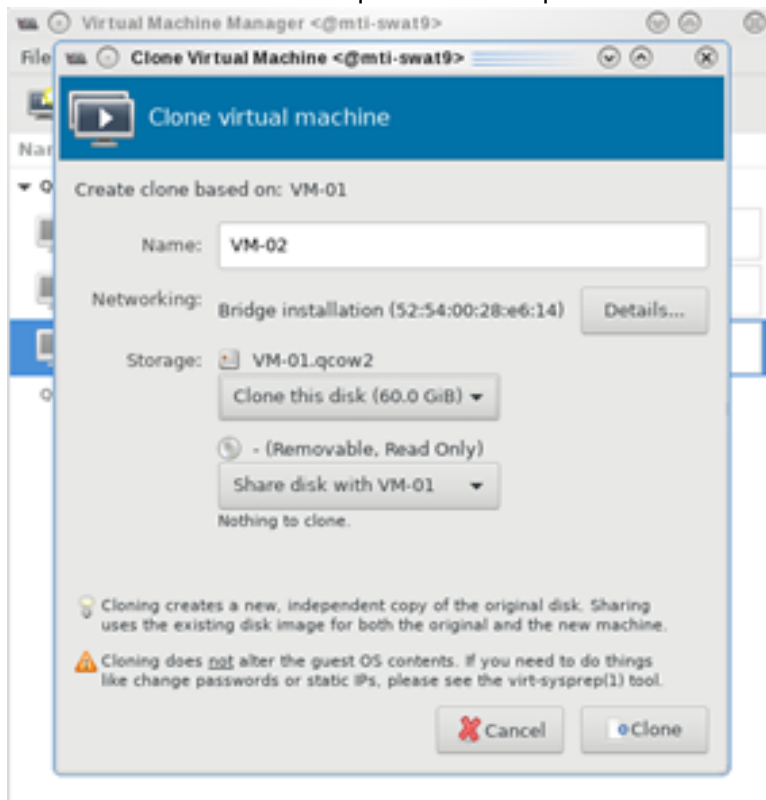 Virtual Machine Manager <@mti-swat9>
File
Clone Virtual Machine <@mti-swat9>
Clone virtual machine
Create clone based on: VM-01
Name: VM-02
Networking: Bridge installation (52:54:00:28:e6:14) Details...
Storage: VM-01.qcow2
Clone this disk (60.0 GiB)
- (Removable, Read Only)
Share disk with VM-01
Nothing to clone.
Cloning creates a new, independent copy of the original disk. Sharing
uses the existing disk image for both the original and the new machine.
Cloning does not alter the guest OS contents. If you need to do things
like change passwords or static IPs, please see the virt-sysprep(1) tool.
Cancel Clone